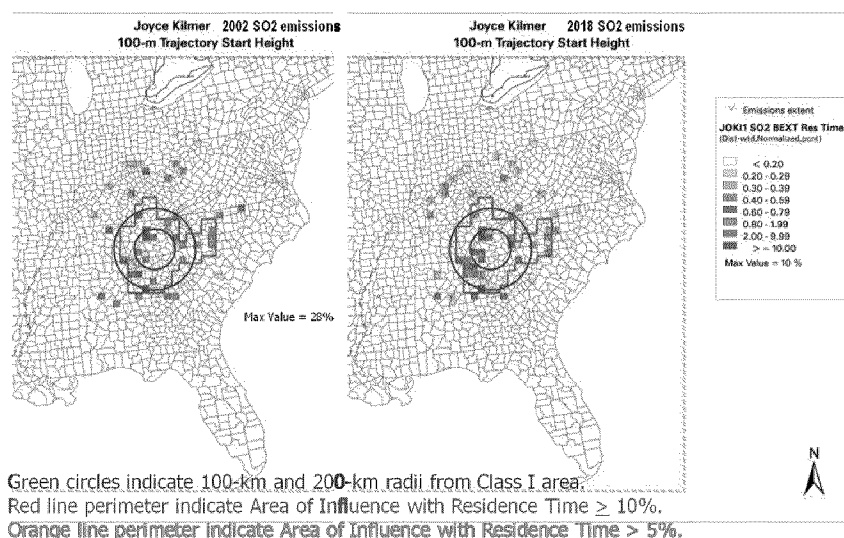 Joyce Kilmer 2002 SO2 emissions
100-m Trajectory Start Height
Max Value = 28%
Joyce Kilmer 2018 SO2 emissions
100-m Trajectory Start Height
Emissions extent
JOKI1 SO2 BEXT Res Time
(Dist-wtd,Normalized,pcnt)
< 0.20
0.20 - 0.29
0.30 - 0.39
0.40 - 0.59
0.60 - 0.79
0.80 - 1.99
2.00 - 9.99
> = 10.00
Max Value = 10 %
N
Green circles indicate 100-km and 200-km radii from Class I area.
Red line perimeter indicate Area of Influence with Residence Time ≥ 10%.
Orange line perimeter indicate Area of Influence with Residence Time > 5%.